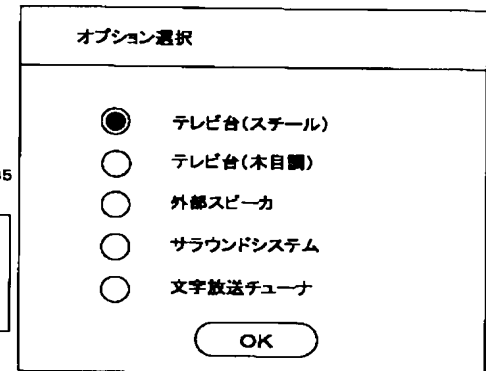 オプション選択
テレビ台(スチール)
テレビ台(木目調)
外部スピーカ
サラウンドシステム
文字放送チューナ
OK